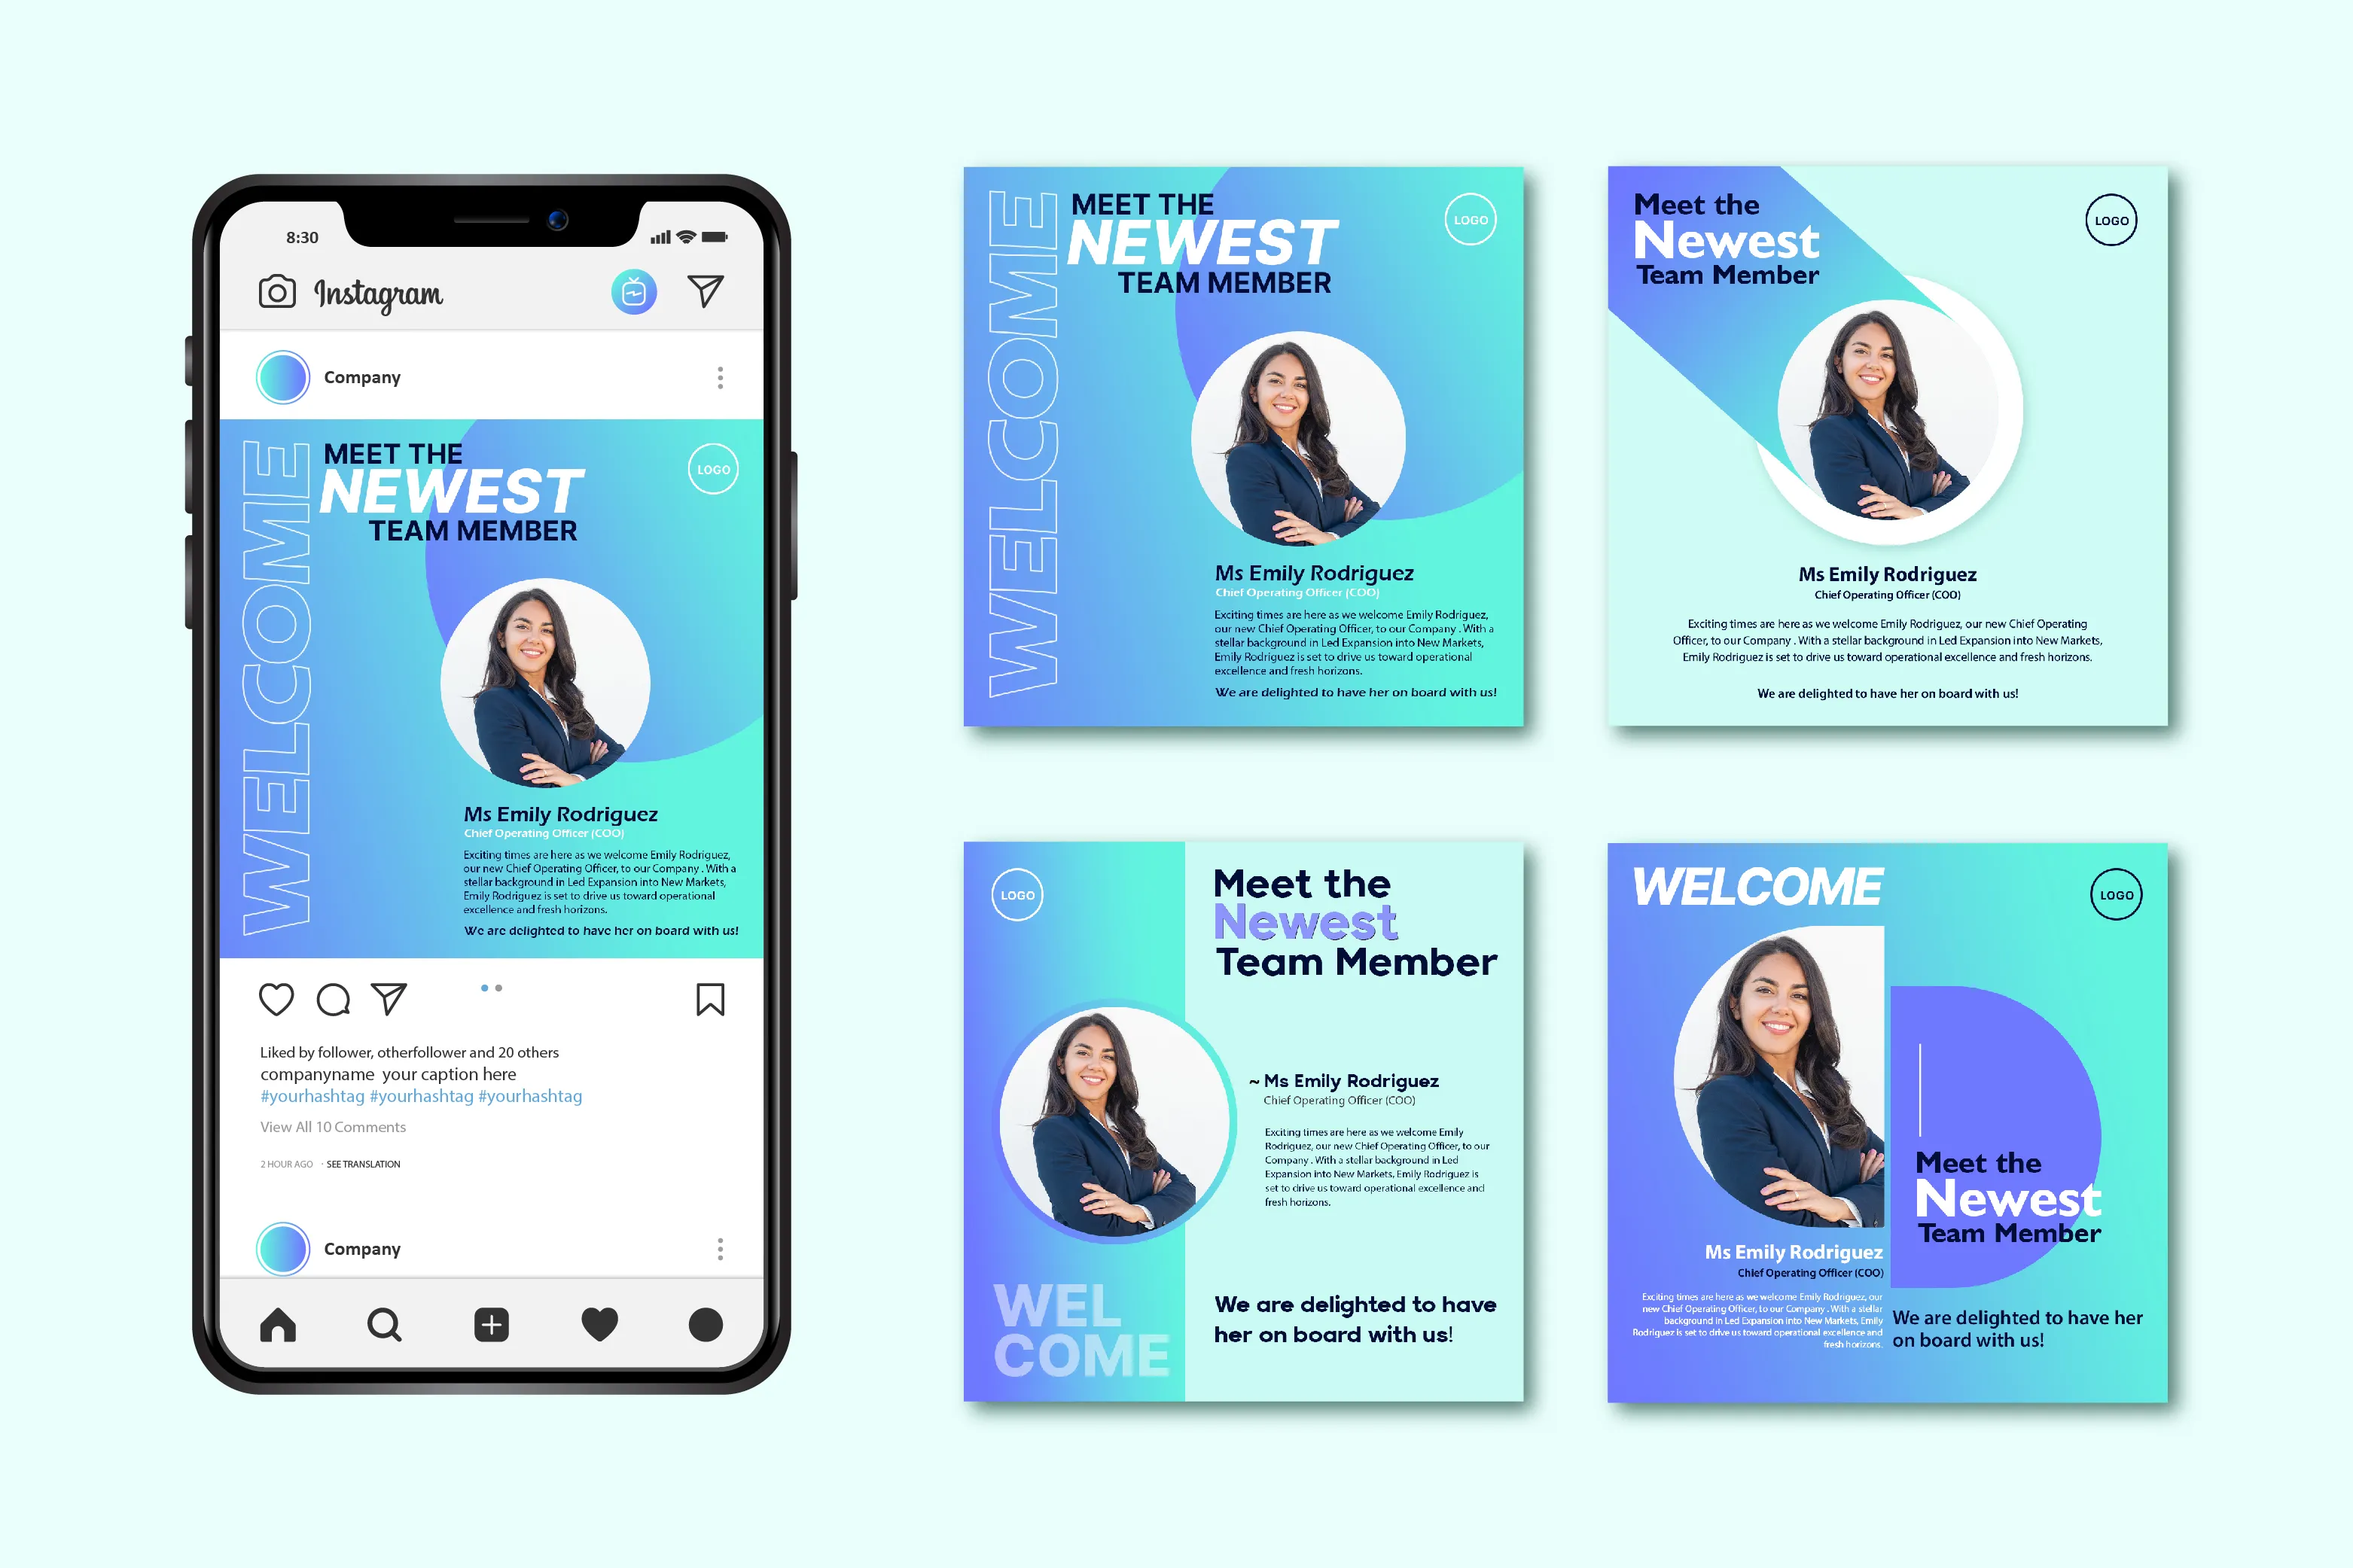 8:30
Instagram
Company
WELCOME
MEET THE
NEWEST
TEAM MEMBER
LOGO
Ms Emily Rodriguez
Chief Operating Officer (COO)
Exciting times are here as we welcome Emily Rodriguez,
our new Chief Operating Officer, to our Company . With a
stellar background in Led Expansion into New Markets,
Emily Rodriguez is set to drive us toward operational
excellence and fresh horizons.
We are delighted to have her on board with us!
Liked by follower, otherfollower and 20 others
companyname your caption here
#yourhashtag #yourhashtag #yourhashtag
View All 10 Comments
2 HOUR AGO · SEE TRANSLATION
Company
WELCOME
MEET THE
NEWEST
TEAM MEMBER
LOGO
Ms Emily Rodriguez
Chief Operating Officer (COO)
Exciting times are here as we welcome Emily Rodriguez,
our new Chief Operating Officer, to our Company . With a
stellar background in Led Expansion into New Markets,
Emily Rodriguez is set to drive us toward operational
excellence and fresh horizons.
We are delighted to have her on board with us!
Meet the
Newest
Team Member
LOGO
Ms Emily Rodriguez
Chief Operating Officer (COO)
Exciting times are here as we welcome Emily Rodriguez, our new Chief Operating
Officer, to our Company . With a stellar background in Led Expansion into New Markets,
Emily Rodriguez is set to drive us toward operational excellence and fresh horizons.
We are delighted to have her on board with us!
LOGO
Meet the
Newest
Team Member
~ Ms Emily Rodriguez
Chief Operating Officer (COO)
Exciting times are here as we welcome Emily
Rodriguez, our new Chief Operating Officer, to our
Company . With a stellar background in Led
Expansion into New Markets, Emily Rodriguez is
set to drive us toward operational excellence and
fresh horizons.
WEL
COME
We are delighted to have
her on board with us!
WELCOME
LOGO
Meet the
Newest
Team Member
Ms Emily Rodriguez
Chief Operating Officer (COO)
Exciting times are here as we welcome Emily Rodriguez, our
new Chief Operating Officer, to our Company . With a stellar
background in Led Expansion into New Markets, Emily
Rodriguez is set to drive us toward operational excellence and
fresh horizons.
We are delighted to have her
on board with us!